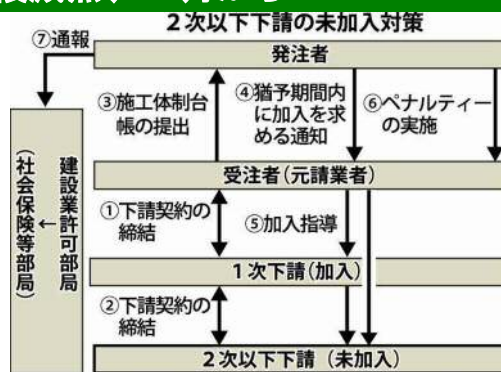 2次以下下請の未加入対策
⑦通報
発注者
③施工体制台
帳の提出
④猶予期間内
に加入を求
める通知
⑥ペナルティー
の実施
受注者(元請業者)
①下請契約の
締結
⑤加入指導
1次下請(加入)
②下請契約の
締結
2次以下下請(未加入)
建設業許可部局
(社会保険等部局)